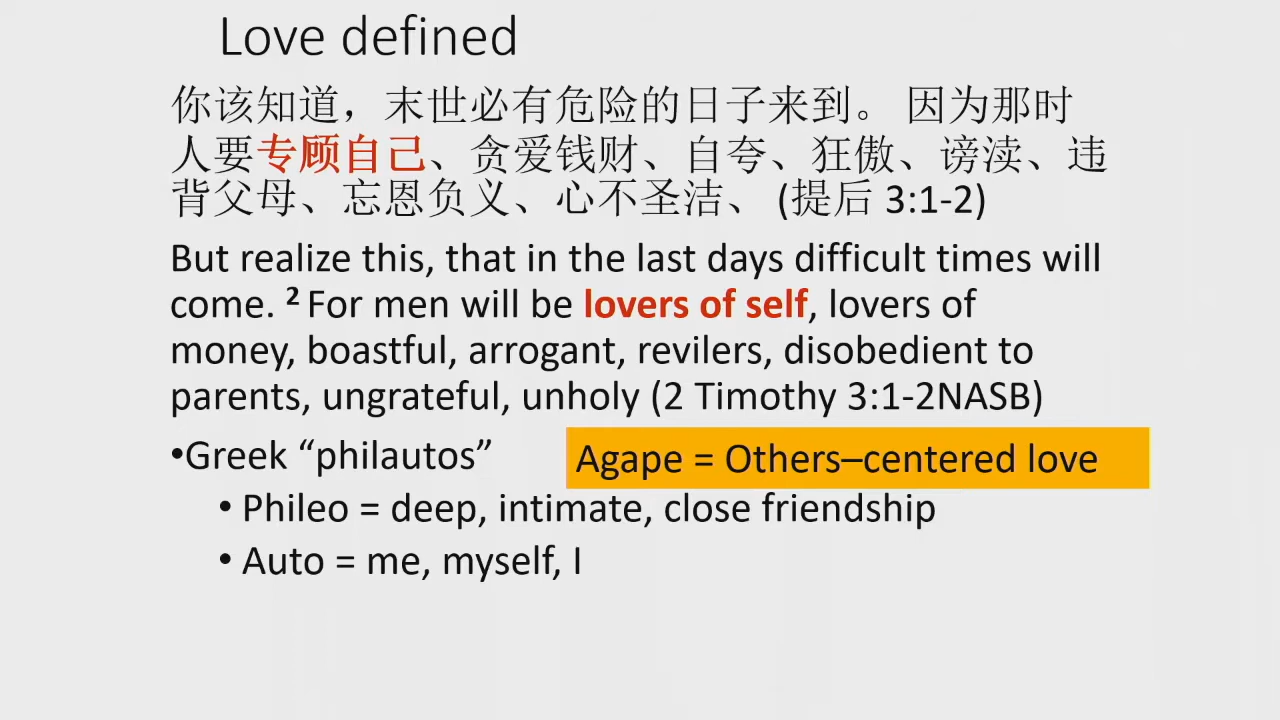 Love defined
你该知道，末世必有危险的日子来到。 因为那时
人要专顾自己、贪爱钱财、自夸、狂傲、谤渎、违
背父母、忘恩负义、心不圣洁、 (提后 3:1-2)
But realize this, that in the last days difficult times will
come. ² For men will be lovers of self, lovers of
money, boastful, arrogant, revilers, disobedient to
parents, ungrateful, unholy (2 Timothy 3:1-2NASB)
•Greek “philautos”
Agape = Others–centered love
• Phileo = deep, intimate, close friendship
• Auto = me, myself, I